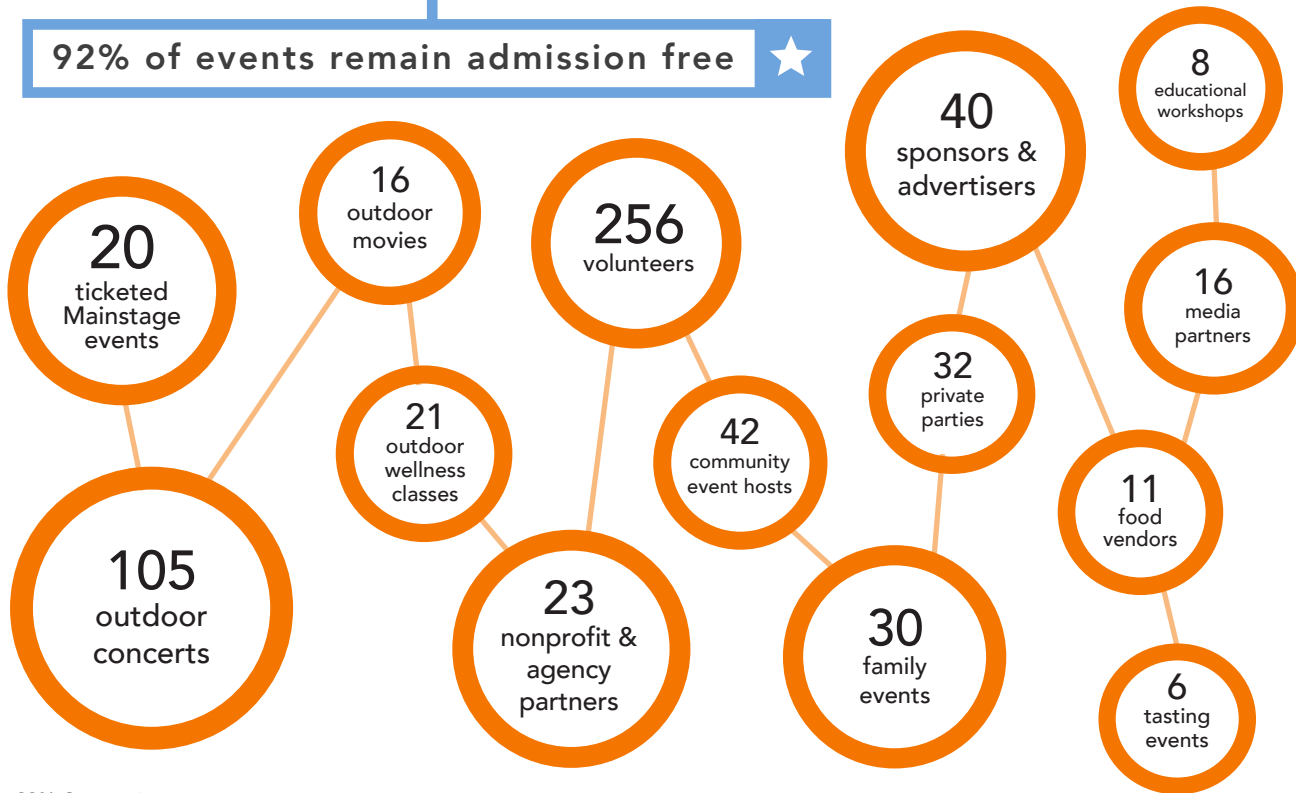 92% of events remain admission free
20
ticketed
Mainstage
events
16
outdoor
movies
256
volunteers
40
sponsors &
advertisers
8
educational
workshops
105
outdoor
concerts
21
outdoor
wellness
classes
23
nonprofit &
agency
partners
42
community
event hosts
32
private
parties
30
family
events
16
media
partners
11
food
vendors
6
tasting
events